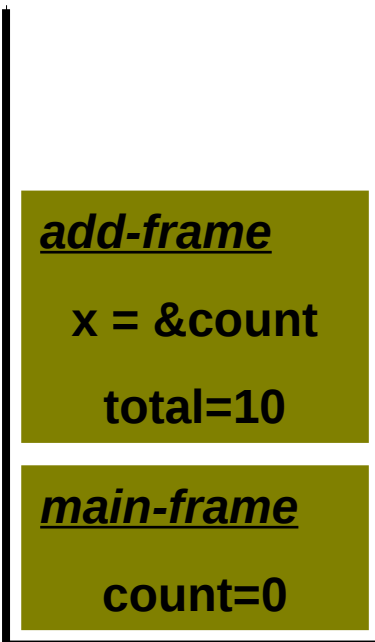 add-frame
x = &count
total=10
main-frame
count=0